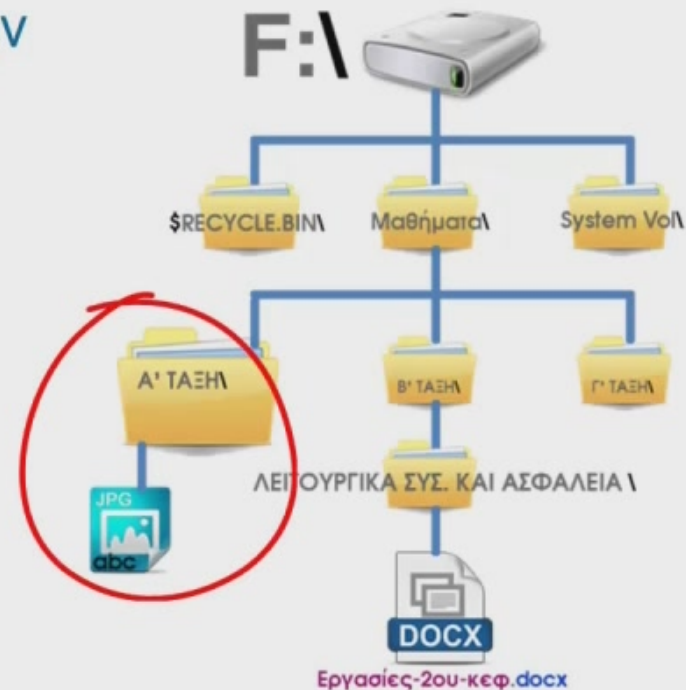 ν
F:\
$RECYCLE.BIN\ Μαθήματα\ System Vol\
Α' ΤΑΞΗ\ Β' ΤΑΞΗ\ Γ' ΤΑΞΗ\
ΛΕΙΤΟΥΡΓΙΚΑ ΣΥΣ. ΚΑΙ ΑΣΦΑΛΕΙΑ \
JPG
abc
DOCX
Εργασίες-2ου-κεφ.docx